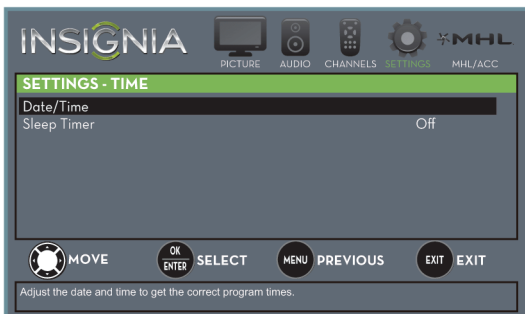 INSIGNIA
MHL
PICTURE AUDIO CHANNELS SETTINGS MHL/ACC
SETTINGS - TIME
Date/Time
Sleep Timer Off
MOVE OK ENTER SELECT MENU PREVIOUS EXIT EXIT
Adjust the date and time to get the correct program times.